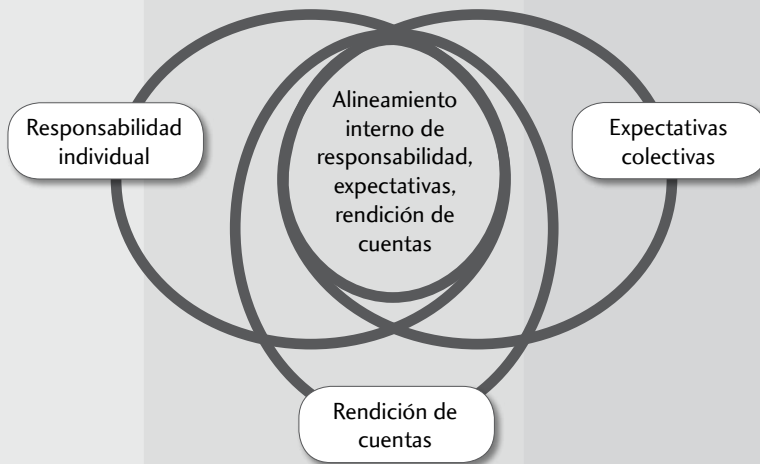 Responsabilidad
individual
Alineamiento
interno de
responsabilidad,
expectativas,
rendición de
cuentas
Expectativas
colectivas
Rendición de
cuentas